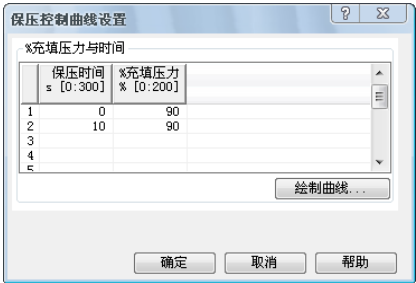 保压控制曲线设置
%充填压力与时间
保压时间 %充填压力
s [0:300] % [0:200]
1 0 90
2 10 90
3
4
5
绘制曲线...
确定 取消 帮助